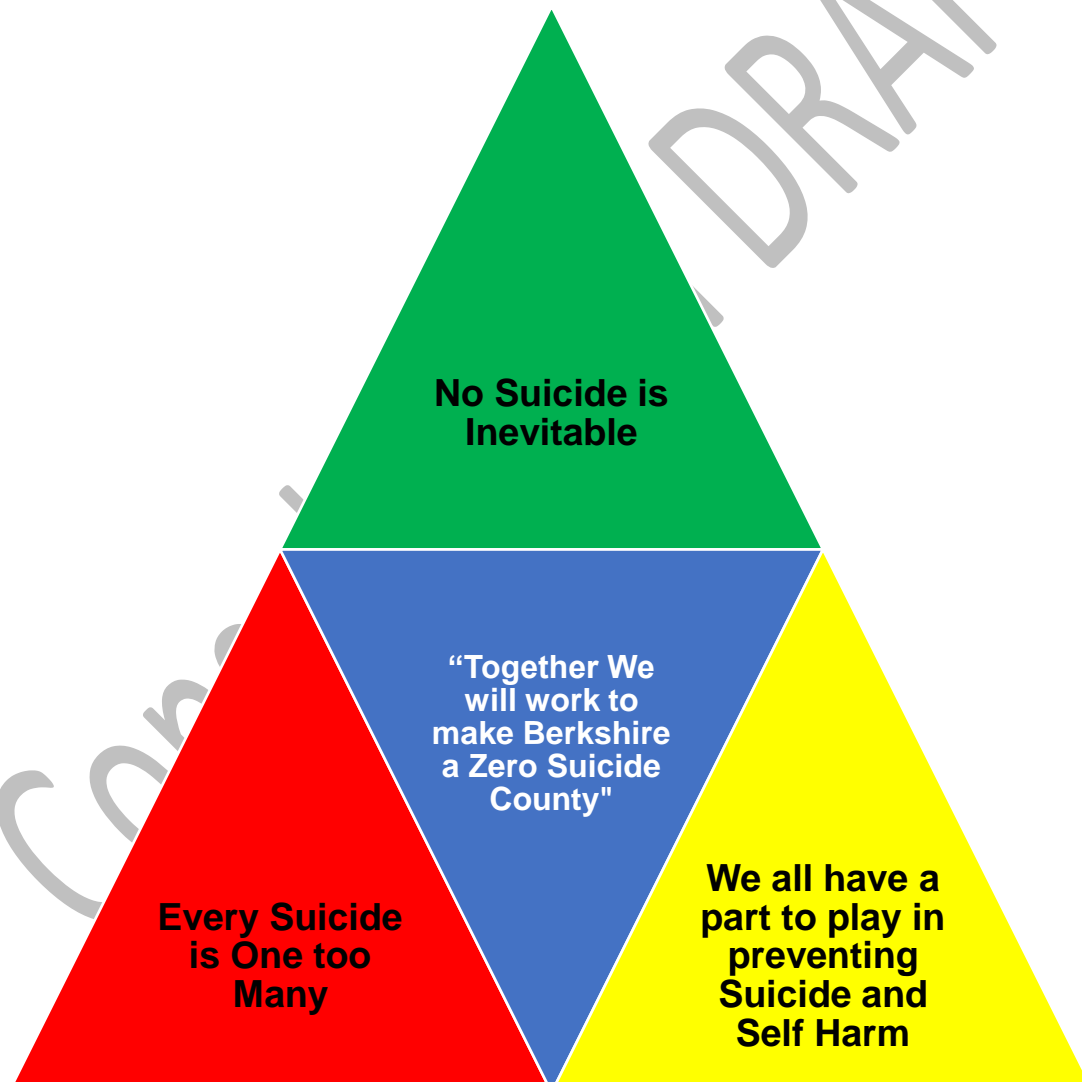 No Suicide is
Inevitable
“Together We
will work to
make Berkshire
a Zero Suicide
County"
Every Suicide
is One too
Many
We all have a
part to play in
preventing
Suicide and
Self Harm